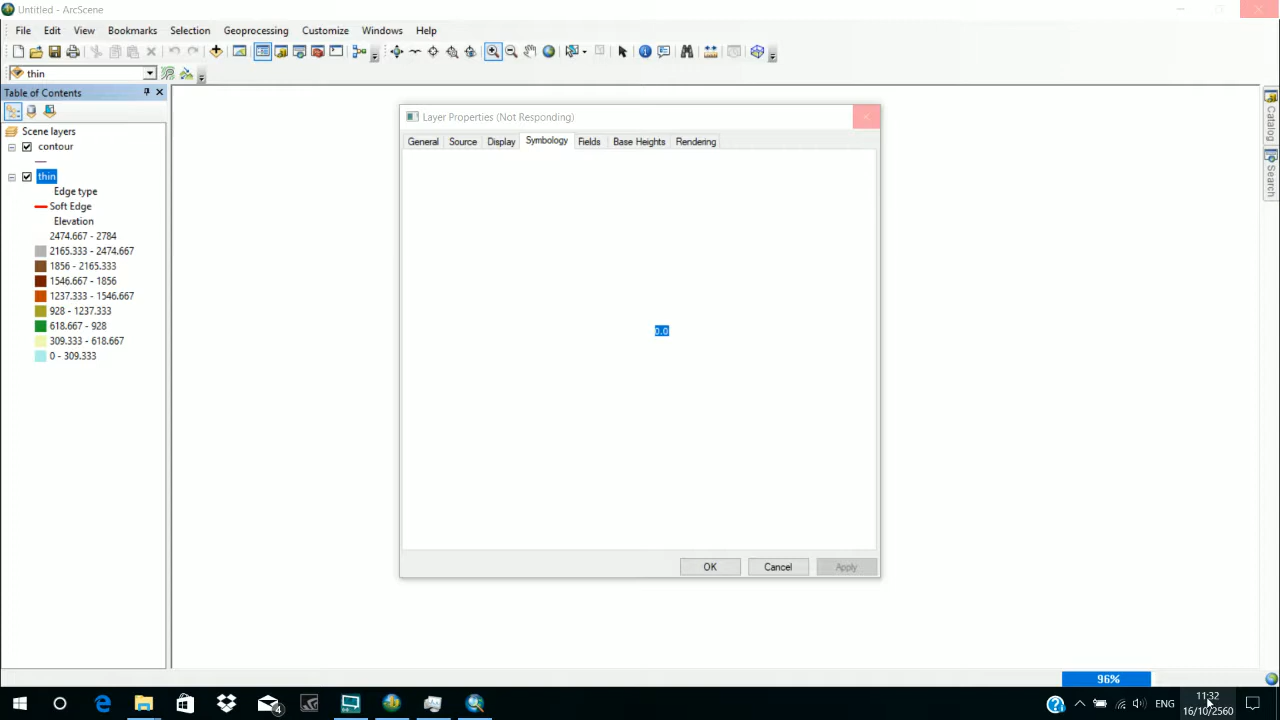 Untitled - ArcScene
File Edit View Bookmarks Selection Geoprocessing Customize Windows Help
thin
Table of Contents
Scene layers
contour
thin
Edge type
Soft Edge
Elevation
2474.667 - 2784
2165.333 - 2474.667
1856 - 2165.333
1546.667 - 1856
1237.333 - 1546.667
928 - 1237.333
618.667 - 928
309.333 - 618.667
0 - 309.333
Layer Properties (Not Responding)
General Source Display Symbology Fields Base Heights Rendering
0.0
OK Cancel Apply
Catalog
Search
96%
4
ENG
11:32
16/10/2560